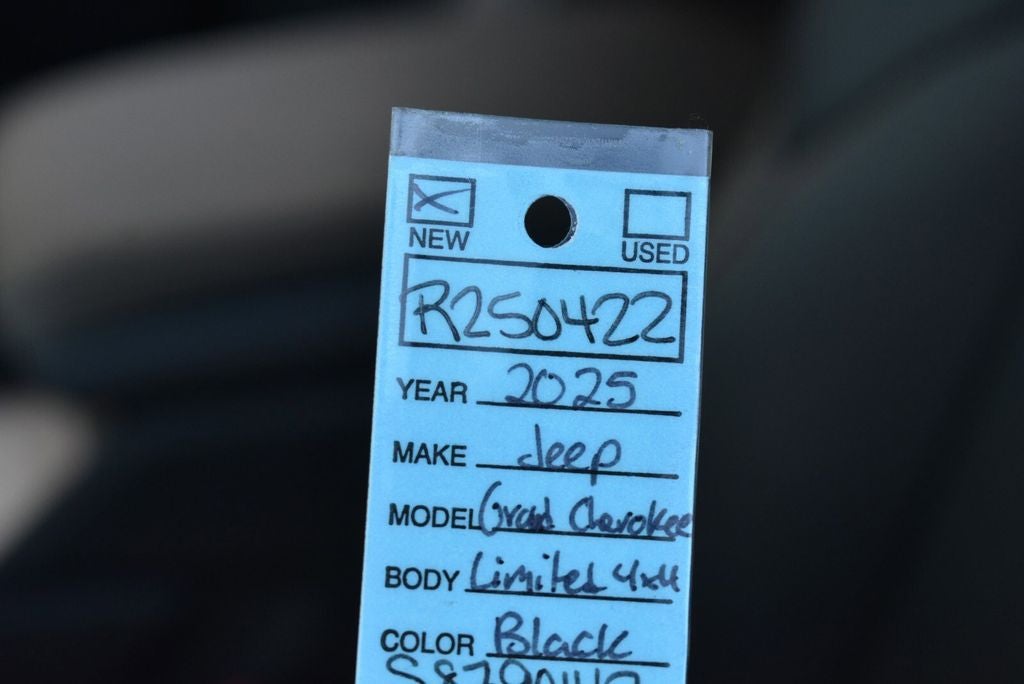 NEW USED
R250422
YEAR 2025
MAKE Jeep
MODEL Grand Cherokee
BODY Limited 4x4
COLOR Black